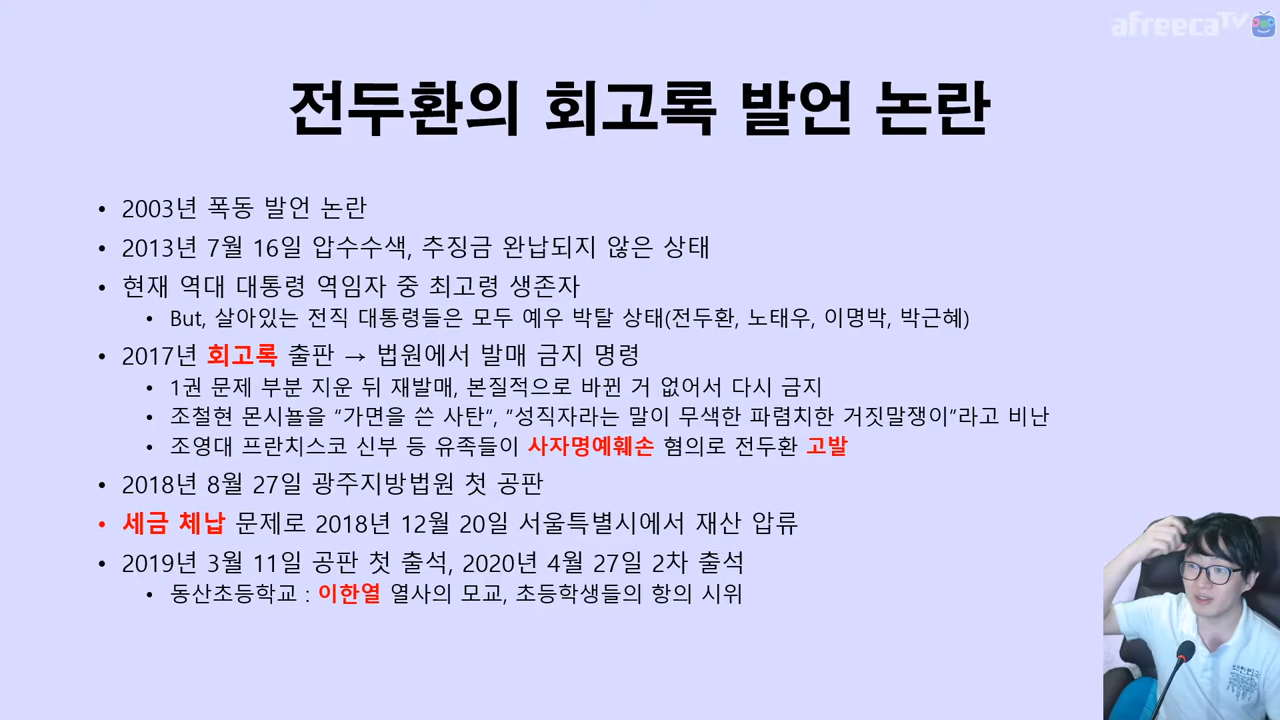 afreecaTV
전두환의 회고록 발언 논란
• 2003년 폭동 발언 논란
• 2013년 7월 16일 압수수색, 추징금 완납되지 않은 상태
• 현재 역대 대통령 역임자 중 최고령 생존자
• But, 살아있는 전직 대통령들은 모두 예우 박탈 상태(전두환, 노태우, 이명박, 박근혜)
• 2017년 회고록 출판 → 법원에서 발매 금지 명령
• 1권 문제 부분 지운 뒤 재발매, 본질적으로 바뀐 거 없어서 다시 금지
• 조철현 몬시뇰을 “가면을 쓴 사탄“, “성직자라는 말이 무색한 파렴치한 거짓말쟁이”라고 비난
• 조영대 프란치스코 신부 등 유족들이 사자명예훼손 혐의로 전두환 고발
• 2018년 8월 27일 광주지방법원 첫 공판
• 세금 체납 문제로 2018년 12월 20일 서울특별시에서 재산 압류
• 2019년 3월 11일 공판 첫 출석, 2020년 4월 27일 2차 출석
• 동산초등학교 : 이한열 열사의 모교, 초등학생들의 항의 시위